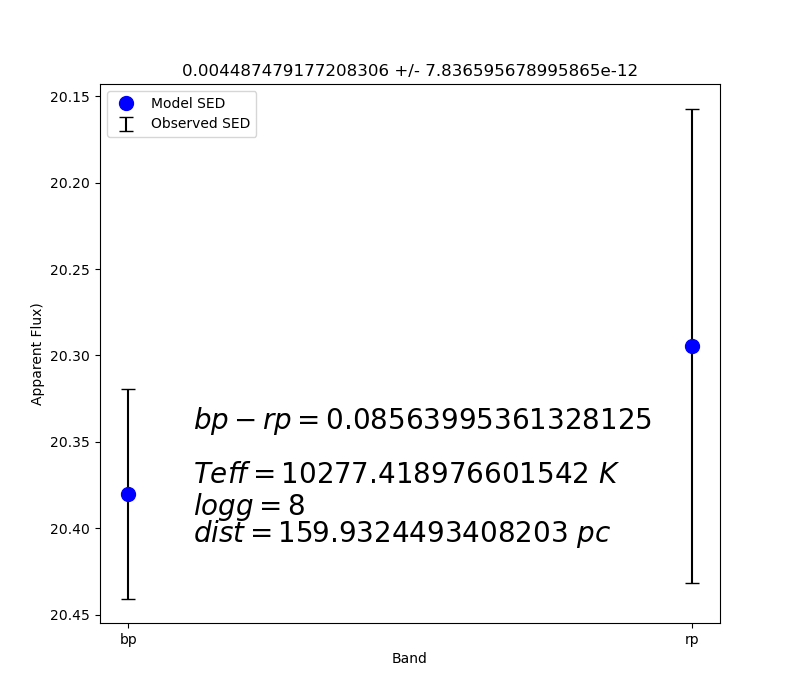 0.004487479177208306 +/- 7.836595678995865e-12
Model SED
Observed SED
20.15
20.20
20.25
20.30
20.35
20.40
20.45
Apparent Flux)
bp − rp = 0.08563995361328125
Teff = 10277.418976601542 K
logg = 8
dist = 159.9324493408203 pc
bp
rp
Band